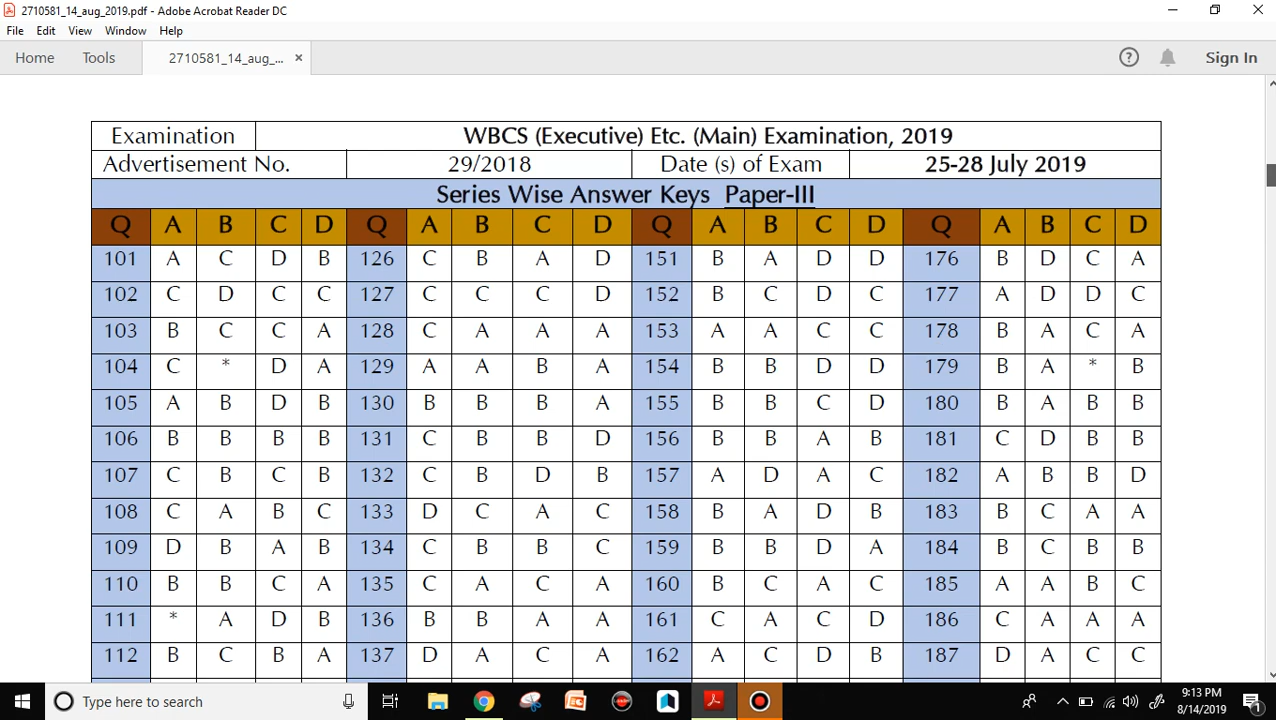 2710581_14_aug_2019.pdf - Adobe Acrobat Reader DC
File Edit View Window Help
Home Tools 2710581_14_aug_... × ? Sign In
Examination WBCS (Executive) Etc. (Main) Examination, 2019
Advertisement No. 29/2018 Date (s) of Exam 25-28 July 2019
Series Wise Answer Keys Paper-III
Q A B C D Q A B C D Q A B C D Q A B C D
101 A C D B 126 C B A D 151 B A D D 176 B D C A
102 C D C C 127 C C C D 152 B C D C 177 A D D C
103 B C C A 128 C A A A 153 A A C C 178 B A C A
104 C * D A 129 A A B A 154 B B D D 179 B A * B
105 A B D B 130 B B B A 155 B B C D 180 B A B B
106 B B B B 131 C B B D 156 B B A B 181 C D B B
107 C B C B 132 C B D B 157 A D A C 182 A B B D
108 C A B C 133 D C A C 158 B A D B 183 B C A A
109 D B A B 134 C B B C 159 B B D A 184 B C B B
110 B B C A 135 C A C A 160 B C A C 185 A A B C
111 * A D B 136 B B A A 161 C A C D 186 C A A A
112 B C B A 137 D A C A 162 A C D B 187 D A C C
Type here to search 9:13 PM
8/14/2019 1